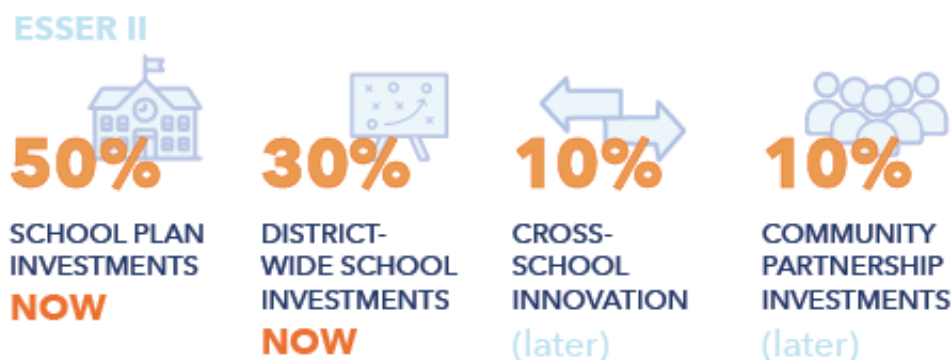 ESSER II
50%
SCHOOL PLAN
INVESTMENTS
NOW
30%
DISTRICT-
WIDE SCHOOL
INVESTMENTS
NOW
10%
CROSS-
SCHOOL
INNOVATION
(later)
10%
COMMUNITY
PARTNERSHIP
INVESTMENTS
(later)